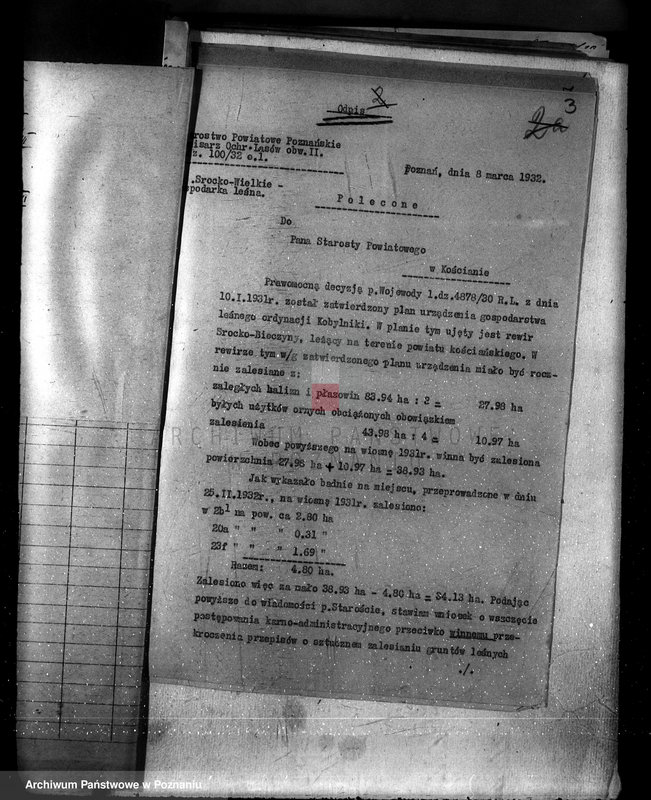 Odpis
2
2a
3
rostwo Powiatowe Poznańskie
isarz Ochr.Lasów obw.II.
z. 100/32 o.l.
Poznań, dnia 8 marca 1932.
.Srocko-Wielkie -
podarka leśna.
Polecone
Do
Pana Starosty Powiatowego
w Kościanie
Prawomocną decyzją p.Wojewody l.dz.4878/30 R.L. z dnia
10.I.1931r. został zatwierdzony plan urządzenia gospodarstwa
leśnego ordynacji Kobylniki. W planie tym ujęty jest rewir
Srocko-Bieczyny, leżący na terenie powiatu kościańskiego. W
rewirze tym w/g zatwierdzonego planu urządzenia miało być rocz-
nie zalesiane z:
zaległych halizn i płazowin 83.94 ha : 3 = 27.98 ha
byłych użytków ornych obciążonych obowiązkiem
zalesienia 43.98 ha : 4 = 10.97 ha
Wobec powyższego na wiosnę 1931r. winna być zalesiona
powierzchnia 27.98 ha + 10.97 ha = 38.93 ha.
Jak wykazało badnie na miejscu, przeprowadzone w dniu
25.II.1932r., na wiosnę 1931r. zalesiono:
w 2b1 na pow. ca 2.80 ha
20a " " " 0.31 "
23f " " " 1.69 "
Razem: 4.80 ha.
Zalesiono więc za mało 38.93 ha - 4.80 ha = 34.13 ha. Podając
powyższe do wiadomości p.Staroście, stawiam wniosek o wszczęcie
postępowania karno-administracyjnego przeciwko winnemu prze-
kroczenia przepisów o sztucznem zalesianiu gruntów leśnych
./.
ARCHIWUM PAŃSTWOWE
Archiwum Państwowe w Poznaniu